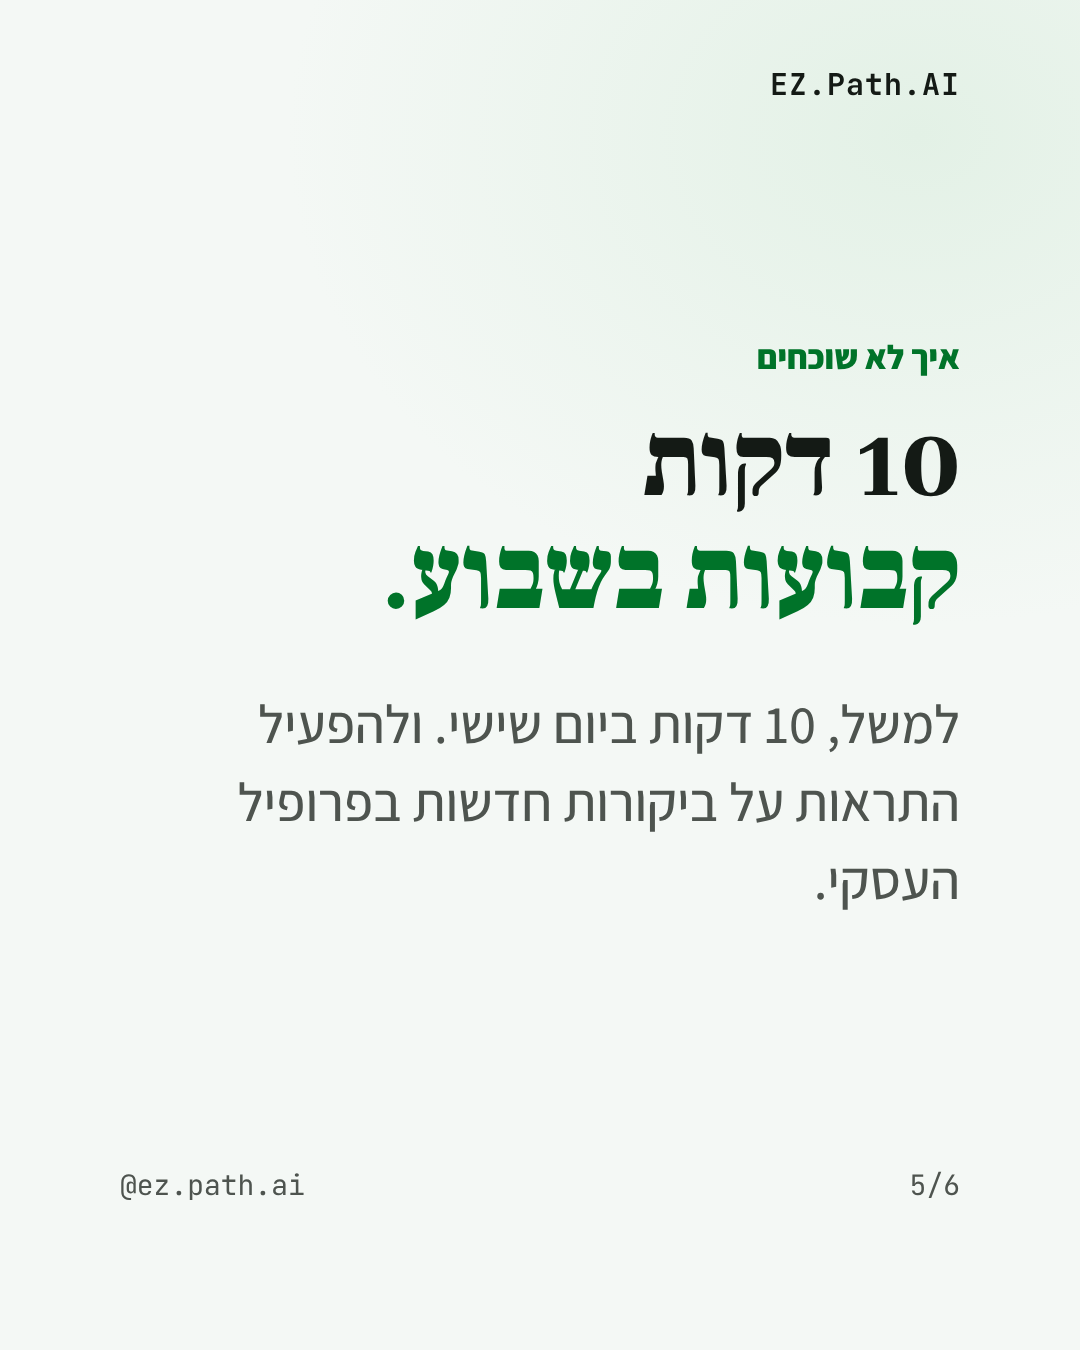 EZ.Path.AI
איך לא שוכחים
10 דקות
קבועות בשבוע.
למשל, 10 דקות ביום שישי. ולהפעיל
התראות על ביקורות חדשות בפרופיל
העסקי.
@ez.path.ai
5/6